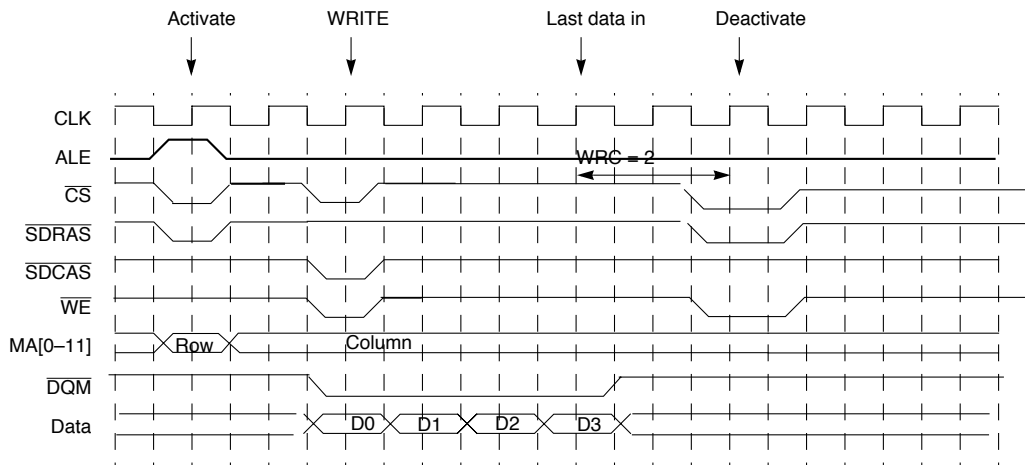 Activate WRITE Last data in Deactivate
CLK
ALE WRC = 2
CS
SDRAS
SDCAS
WE
MA[0–11] Row Column
DQM
Data D0 D1 D2 D3